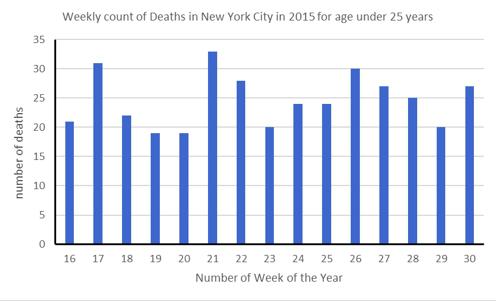 Weekly count of Deaths in New York City in 2015 for age under 25 years
35
30
25
20
15
10
5
0
number of deaths
16 17 18 19 20 21 22 23 24 25 26 27 28 29 30
Number of Week of the Year